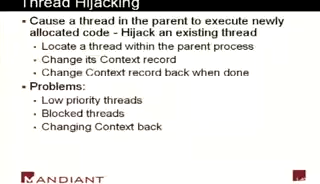 Thread Hijacking
Cause a thread in the parent to execute newly
allocated code - Hijack an existing thread
Locate a thread within the parent process
Change its Context record
Change Context record back when done
Problems:
Low priority threads
Blocked threads
Changing Context back
MANDIANT